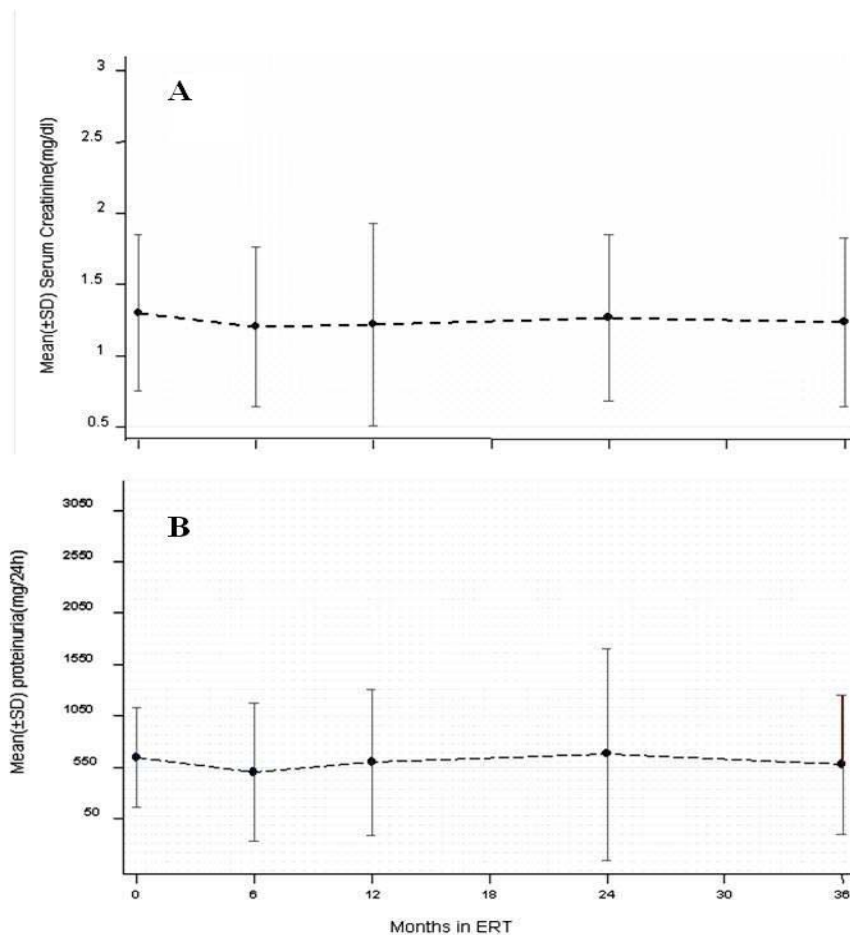 A
Mean(±SD) Serum Creatinine(mg/dl)
3
2.5
2
1.5
1
0.5
B
Mean(±SD) proteinuria(mg/24h)
3050
2550
2050
1550
1050
550
50
0 6 12 18 24 30 36
Months in ERT